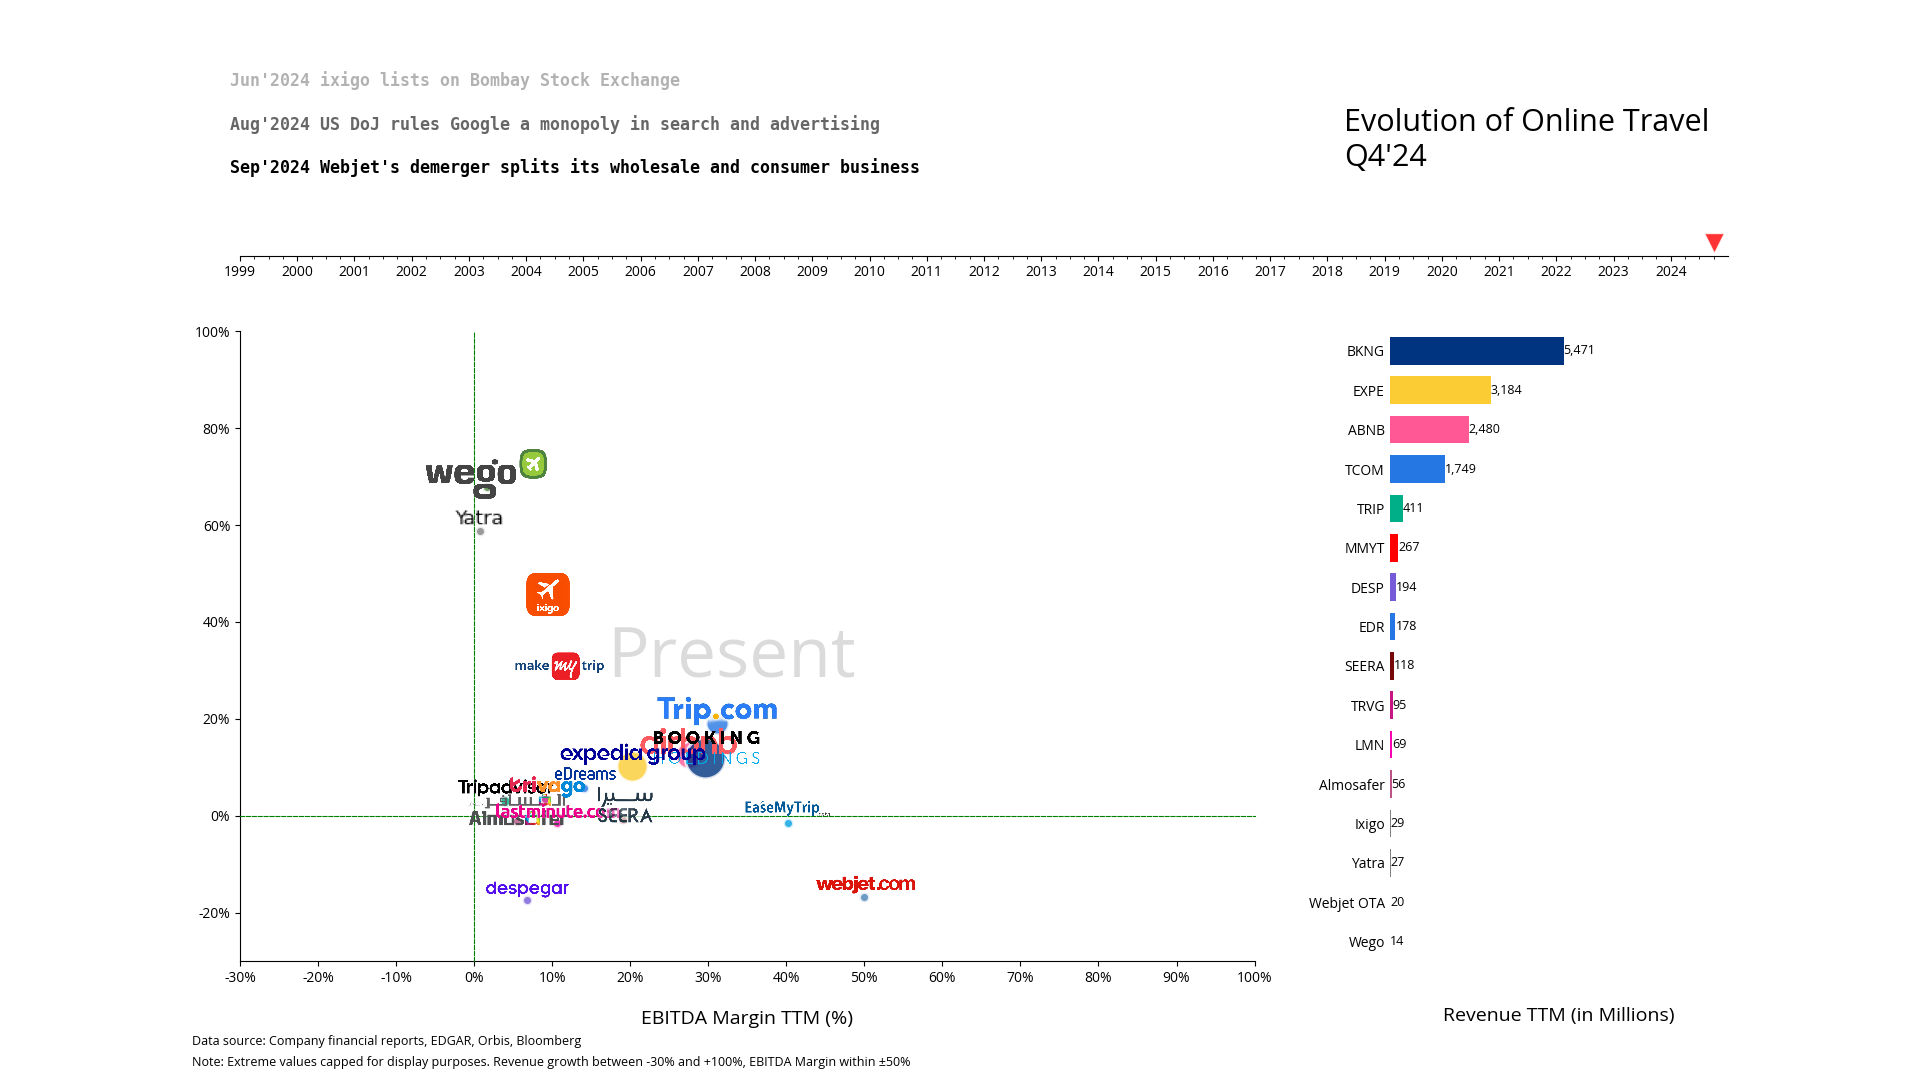 Jun'2024 ixigo lists on Bombay Stock Exchange
Aug'2024 US DoJ rules Google a monopoly in search and advertising
Sep'2024 Webjet's demerger splits its wholesale and consumer business
Evolution of Online Travel
Q4'24
1999 2000 2001 2002 2003 2004 2005 2006 2007 2008 2009 2010 2011 2012 2013 2014 2015 2016 2017 2018 2019 2020 2021 2022 2023 2024
100%
80%
60%
40%
20%
0%
-20%
wego
Yatra
ixigo
make my trip
Present
Trip.com
BOOKING
HOLDINGS
airbnb
expedia group
eDreams
Tripadvisor
trivago
lastminute.com
Almosafer
سيرا
SEERA
EaseMyTrip
despegar
webjet.com
-30% -20% -10% 0% 10% 20% 30% 40% 50% 60% 70% 80% 90% 100%
EBITDA Margin TTM (%)
BKNG 5,471
EXPE 3,184
ABNB 2,480
TCOM 1,749
TRIP 411
MMYT 267
DESP 194
EDR 178
SEERA 118
TRVG 95
LMN 69
Almosafer 56
Ixigo 29
Yatra 27
Webjet OTA 20
Wego 14
Revenue TTM (in Millions)
Data source: Company financial reports, EDGAR, Orbis, Bloomberg
Note: Extreme values capped for display purposes. Revenue growth between -30% and +100%, EBITDA Margin within ±50%